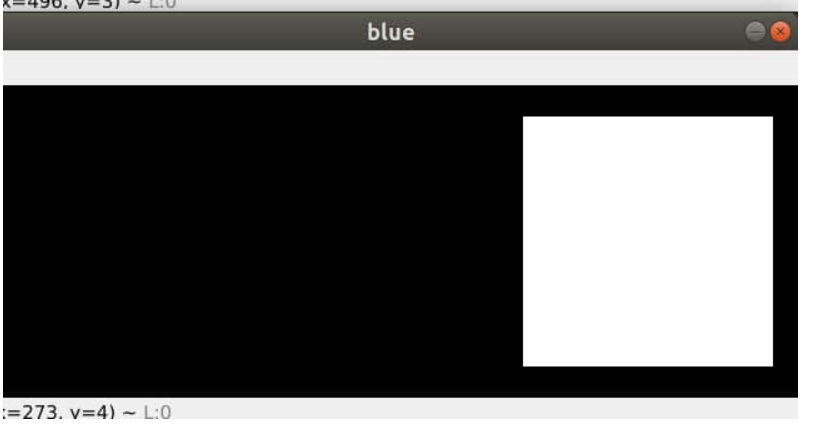 x=496, y=3) ~ L:0
blue
x=273, y=4) ~ L:0